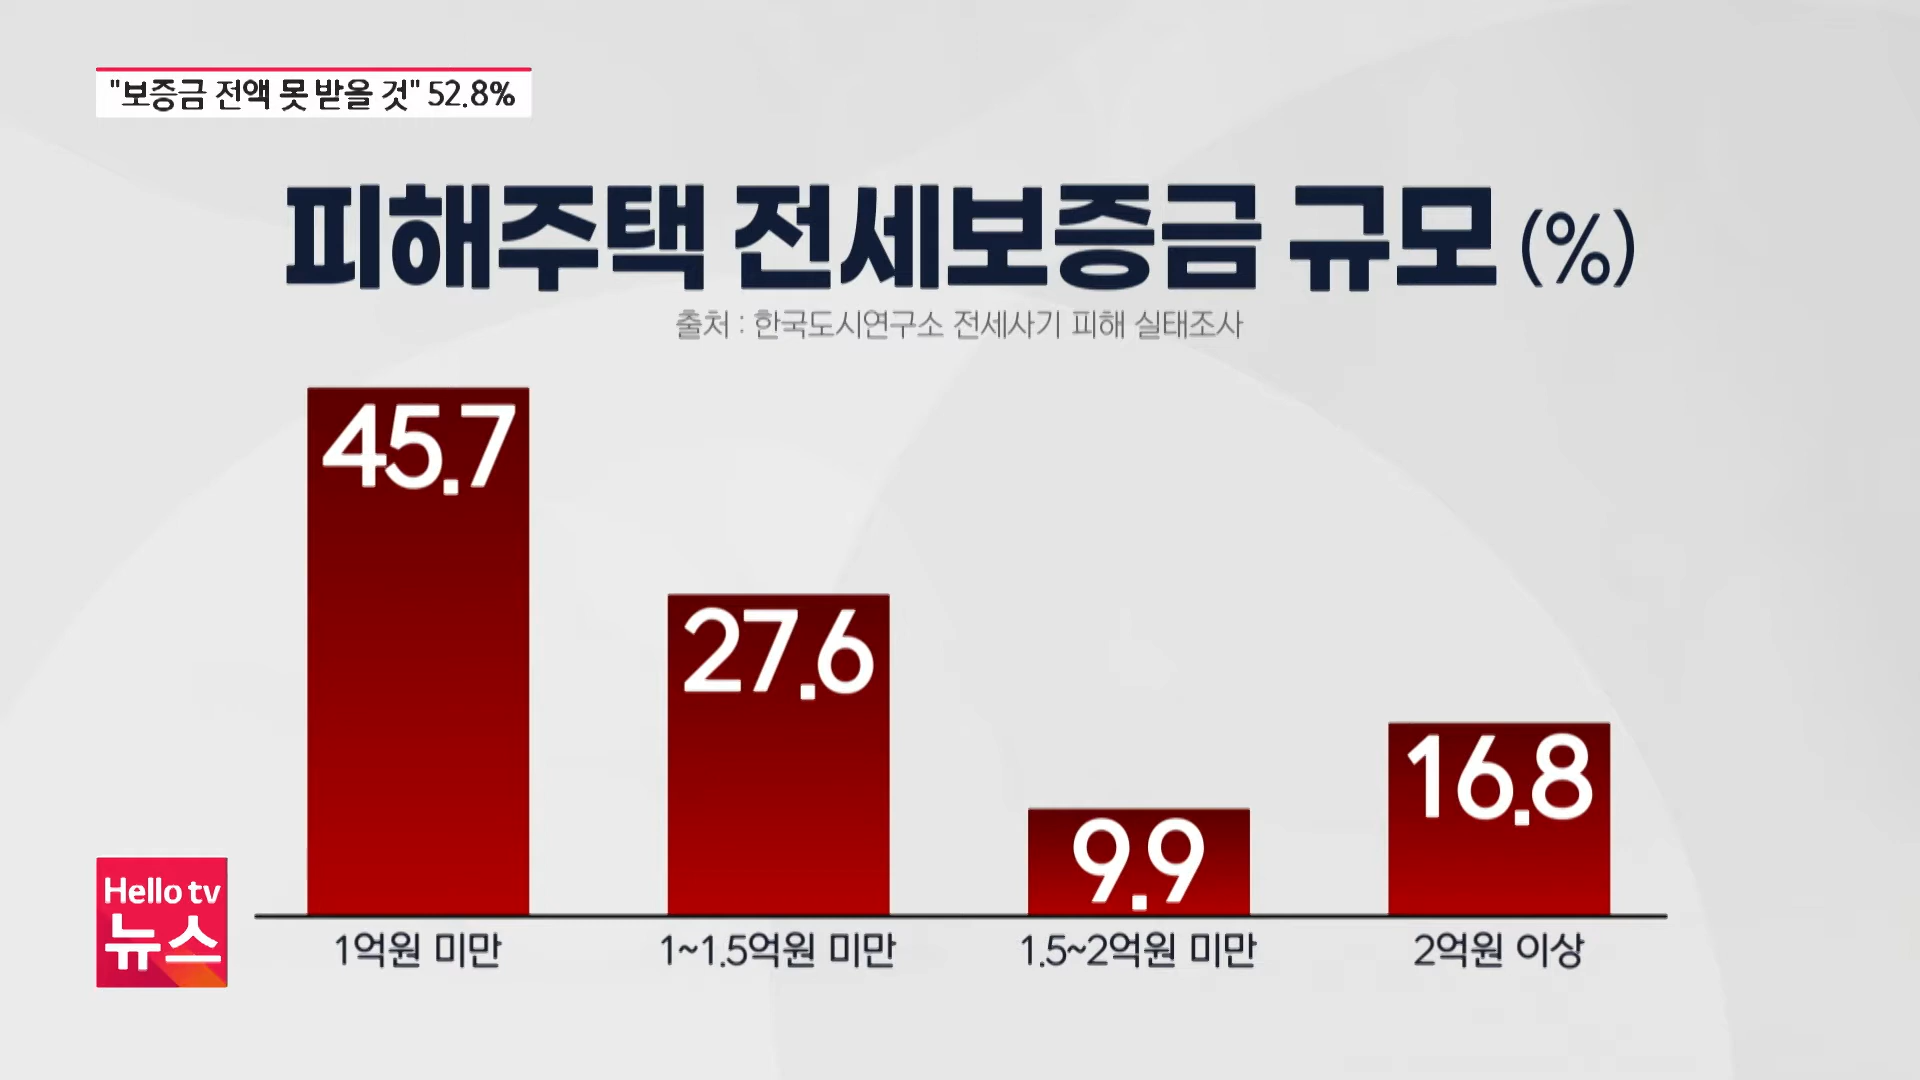 "보증금 전액 못 받을 것" 52.8%
피해주택 전세보증금 규모 (%)
출처 : 한국도시연구소 전세사기 피해 실태조사
45.7
27.6
9.9
16.8
1억원 미만
1~1.5억원 미만
1.5~2억원 미만
2억원 이상
Hello tv
뉴스